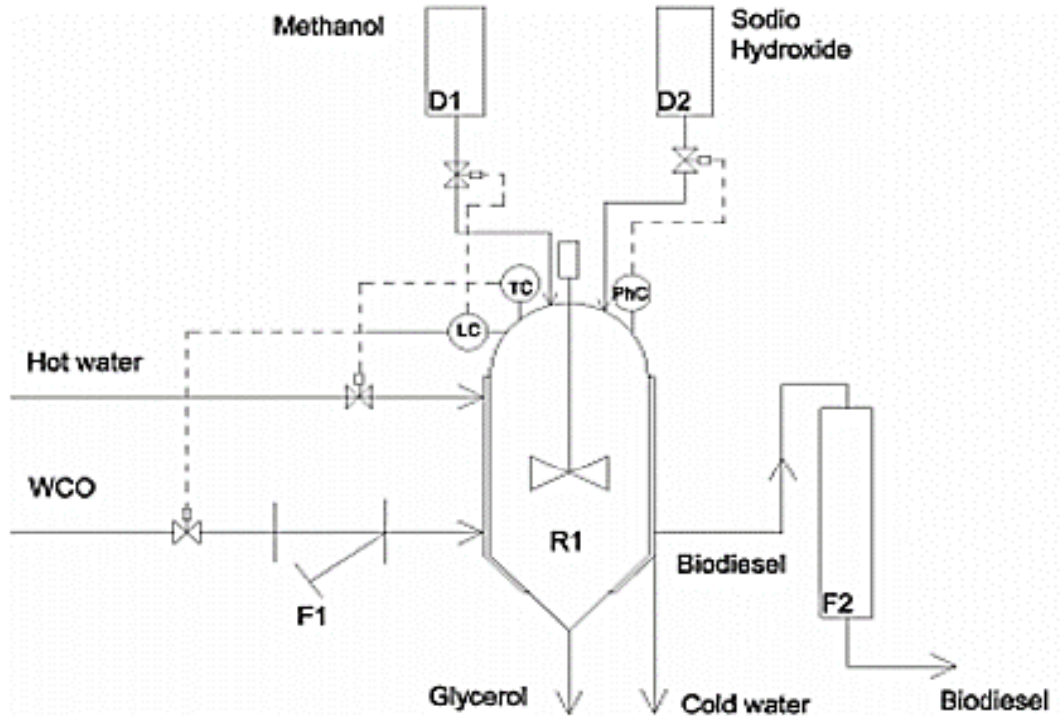 Methanol
Sodio
Hydroxide
D1
D2
TC
PhC
LC
Hot water
WCO
R1
Biodiesel
F1
F2
Glycerol
Cold water
Biodiesel